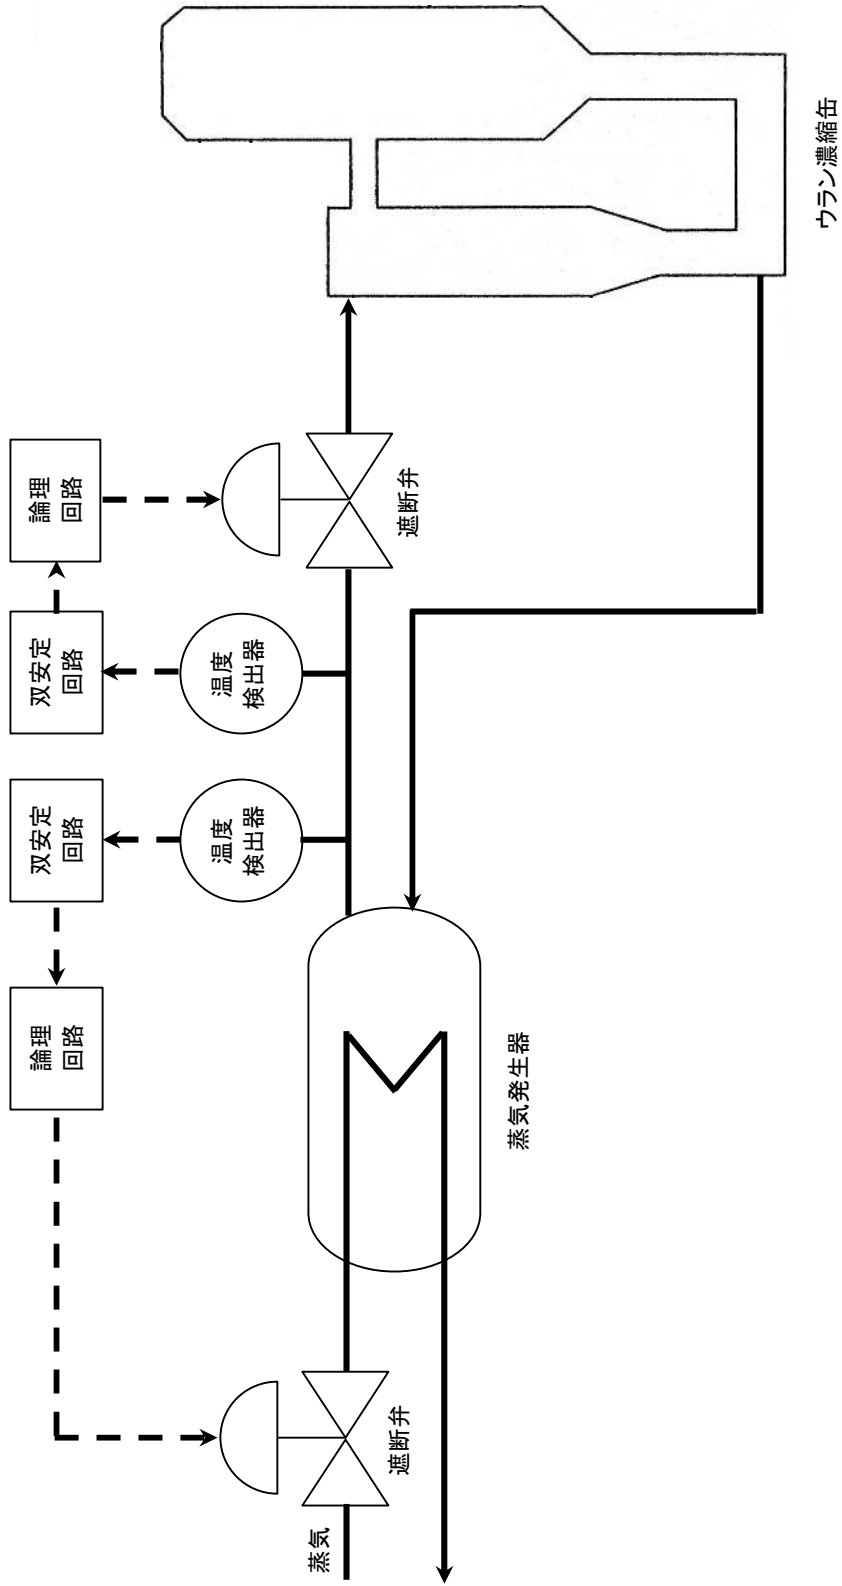 論理
回路
双安定
回路
双安定
回路
論理
回路
温度
検出器
温度
検出器
遮断弁
遮断弁
蒸気
蒸気発生器
ウラン濃縮缶